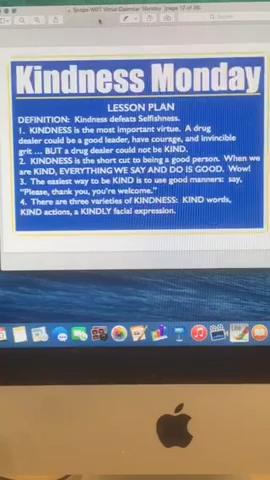 Kindness Monday
LESSON PLAN
DEFINITION: Kindness defeats Selfishness.
1. KINDNESS is the most important virtue. A drug
dealer could be a good leader, have courage, and invincible
grit ... BUT a drug dealer could not be KIND.
2. KINDNESS is the short cut to being a good person. When we
are KIND, EVERYTHING WE SAY AND DO IS GOOD. Wow!
3. The easiest way to be KIND is to use good manners: say,
"Please, thank you, you're welcome."
4. There are three varieties of KINDNESS: KIND words,
KIND actions, a KINDLY facial expression.